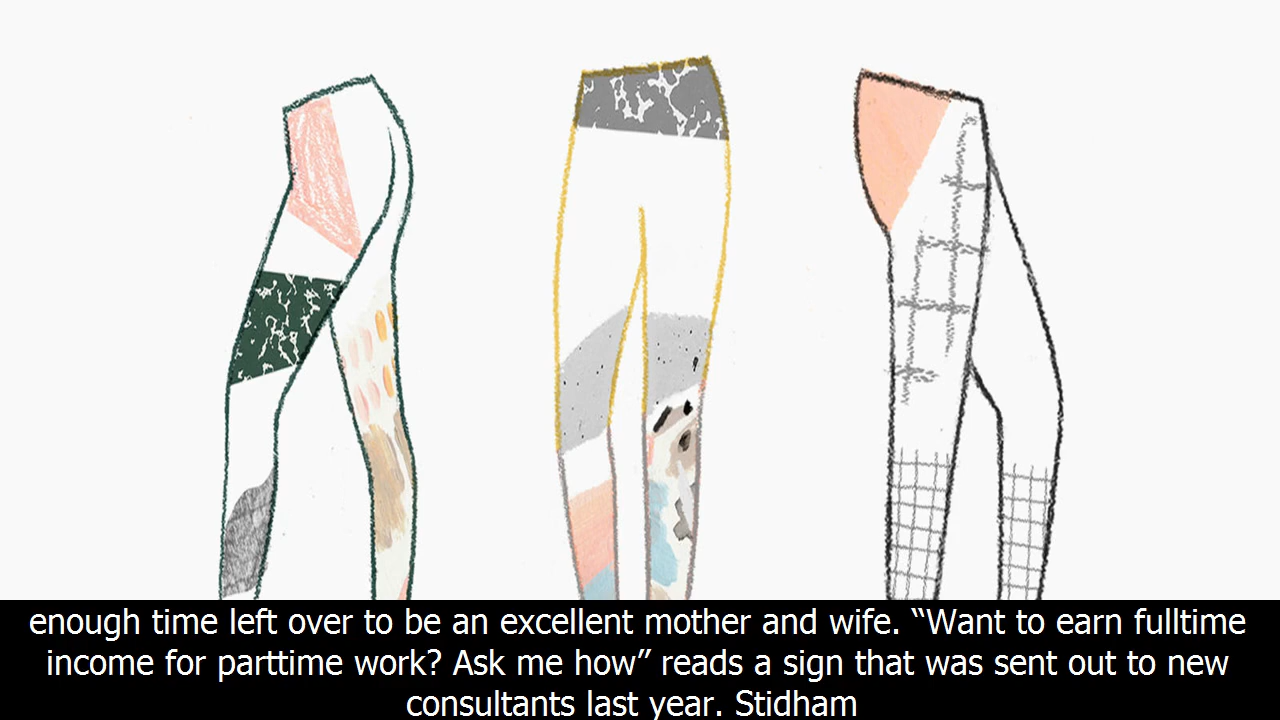 enough time left over to be an excellent mother and wife. “Want to earn fulltime
income for parttime work? Ask me how” reads a sign that was sent out to new
consultants last year. Stidham